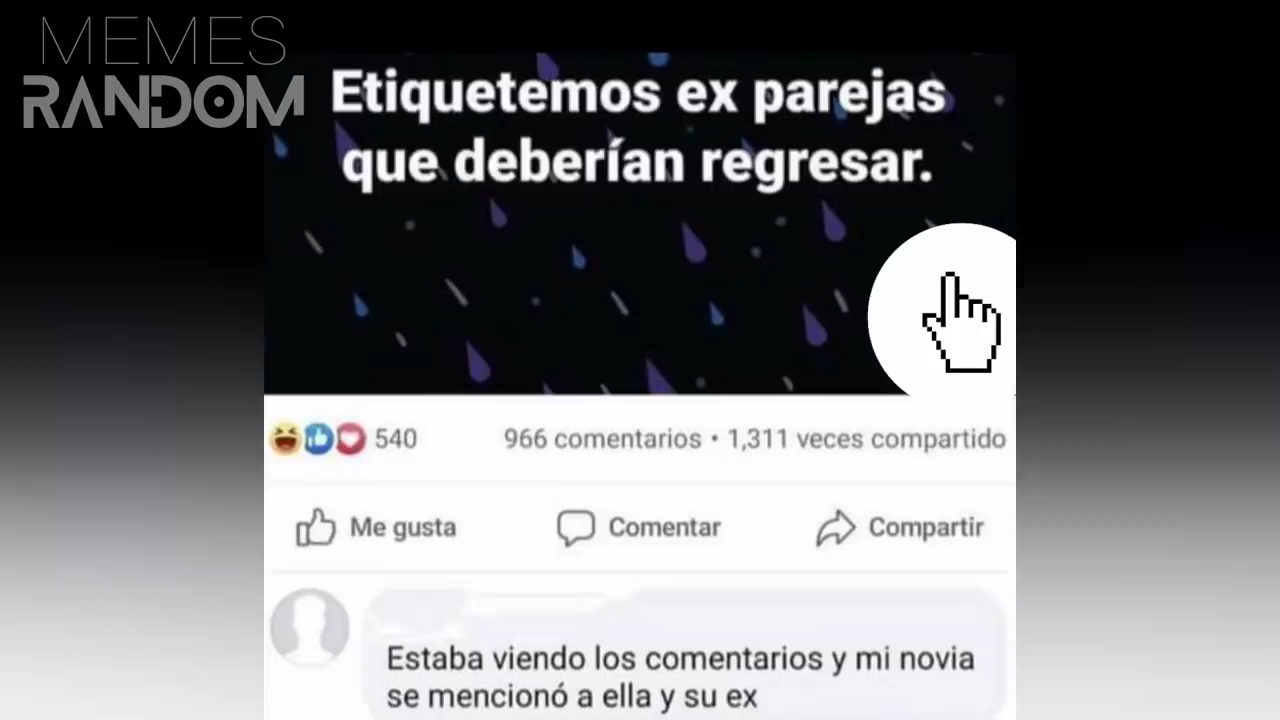 MEMES
RANDOM
Etiquetemos ex parejas
que deberían regresar.
540
966 comentarios • 1,311 veces compartido
Me gusta
Comentar
Compartir
Estaba viendo los comentarios y mi novia
se mencionó a ella y su ex